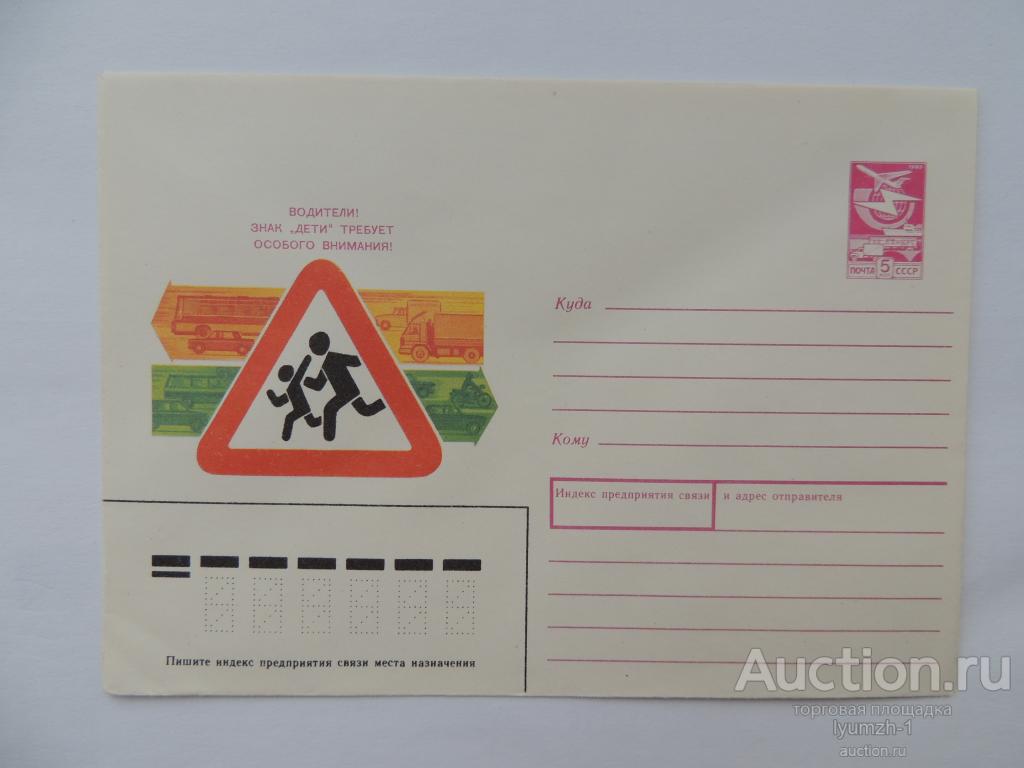 ВОДИТЕЛИ!
ЗНАК „ДЕТИ“ ТРЕБУЕТ
ОСОБОГО ВНИМАНИЯ!
ПОЧТА 5 СССР
Куда
Кому
Индекс предприятия связи и адрес отправителя
Пишите индекс предприятия связи места назначения
Auction.ru
торговая площадка
lyumzh-1
auction.ru